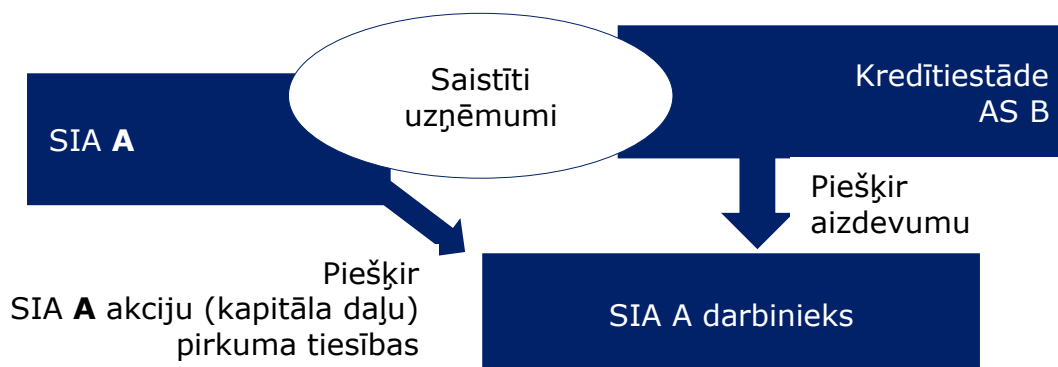 Saistīti
uzņēmumi
Kredītiestāde
AS B
SIA A
Piešķir
aizdevumu
Piešķir
SIA A akciju (kapitāla daļu)
pirkuma tiesības
SIA A darbinieks